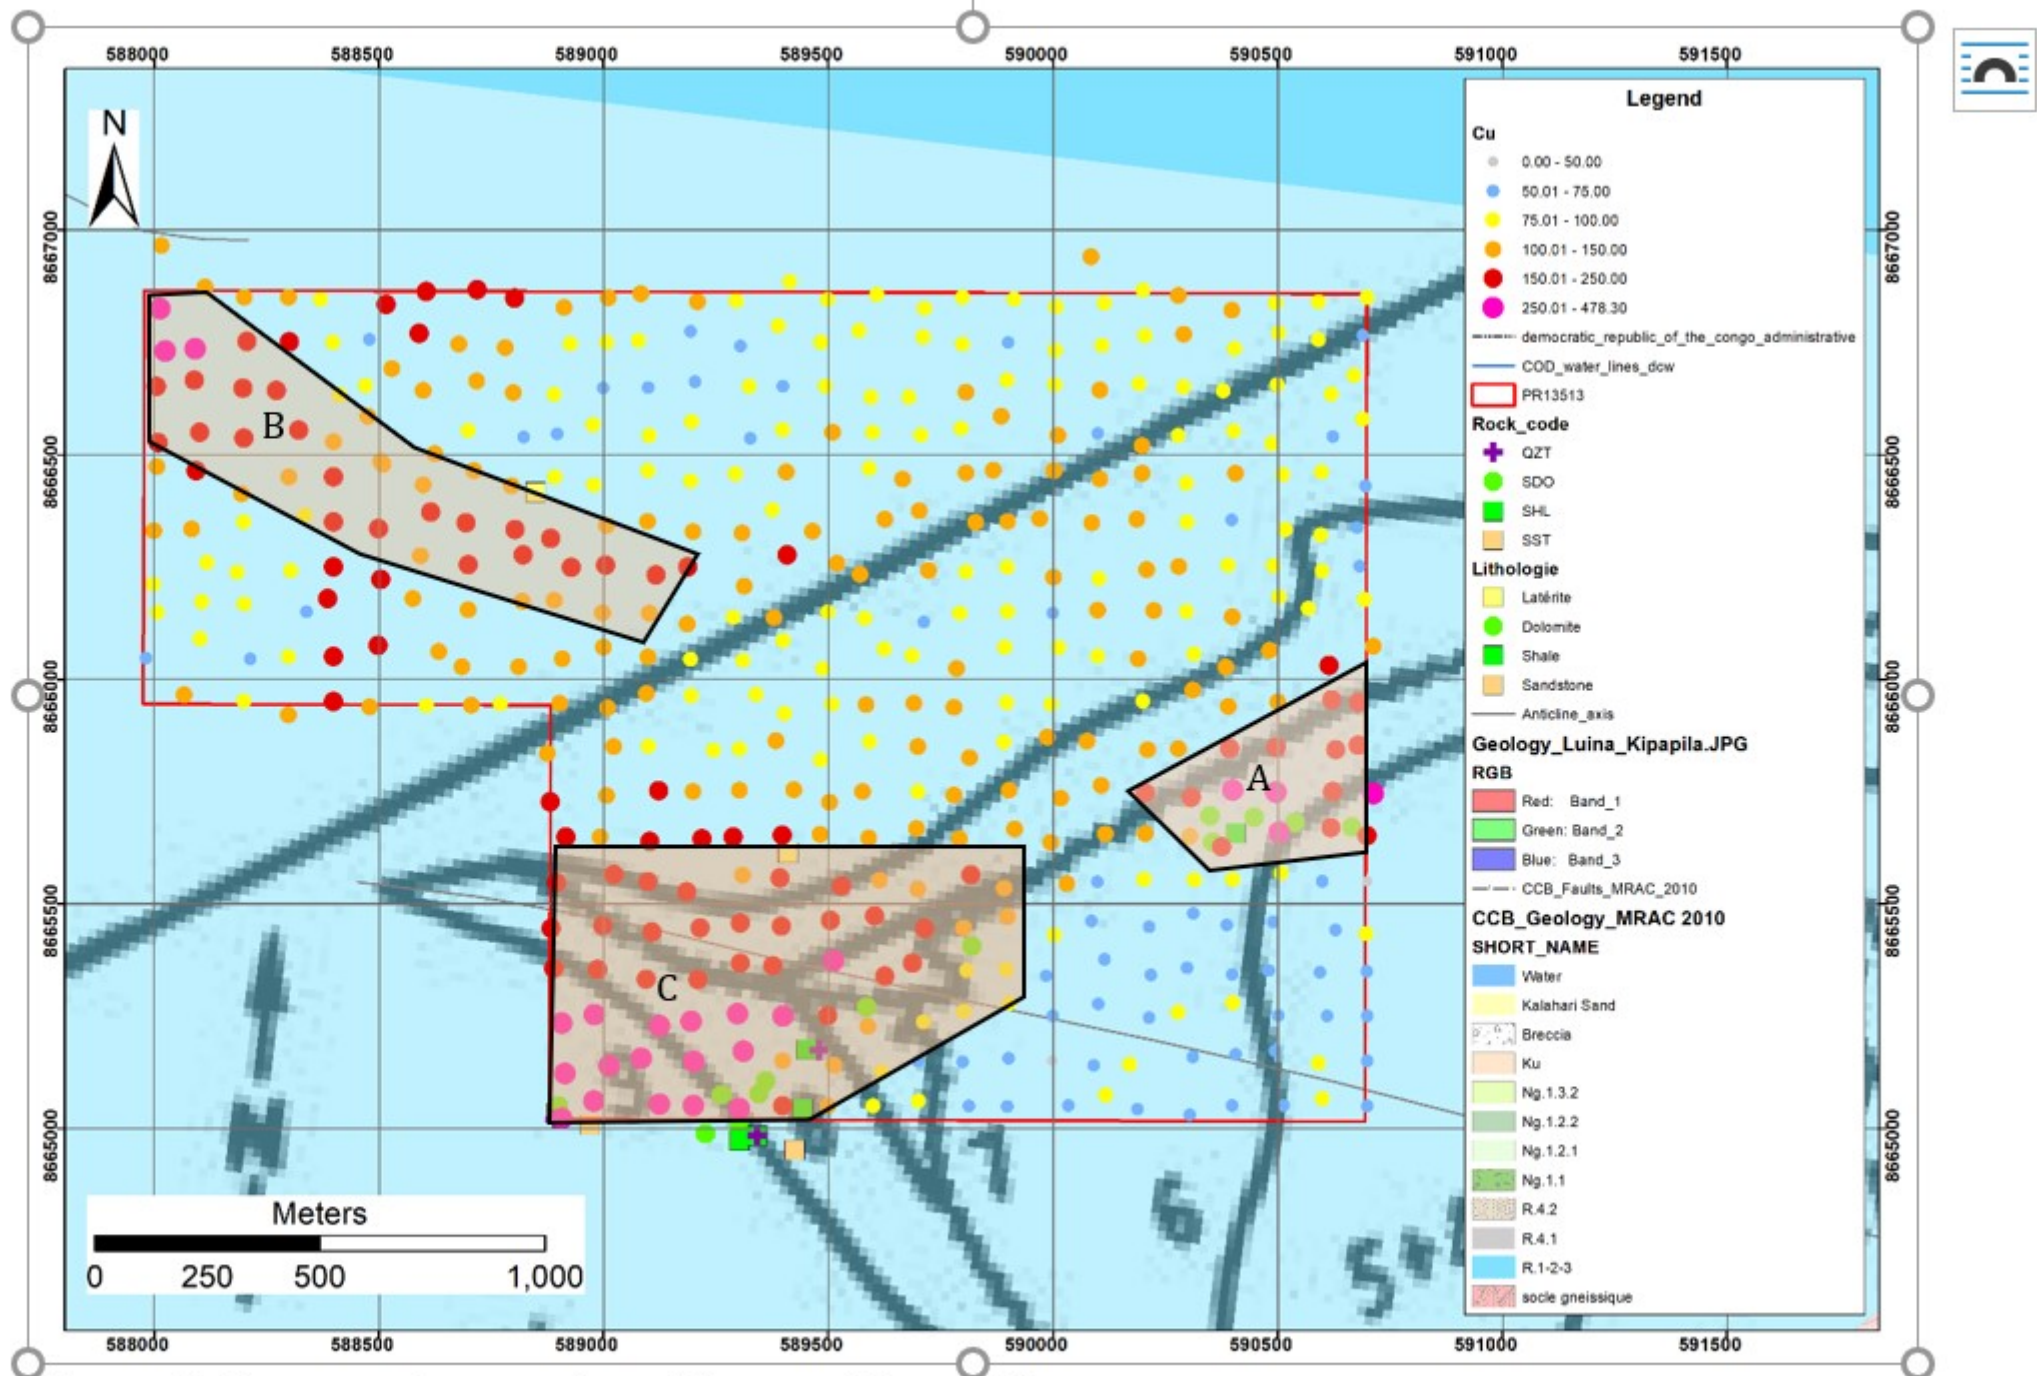 588000 588500 589000 589500 590000 590500 591000 591500
N
8667000 8667000
8666500 8666500
8666000 8666000
8665500 8665500
8665000 8665000
B
A
C
7
6
H
Legend
Cu
0.00 - 50.00
50.01 - 75.00
75.01 - 100.00
100.01 - 150.00
150.01 - 250.00
250.01 - 478.30
democratic_republic_of_the_congo_administrative
COD_water_lines_dcw
PR13513
Rock_code
QZT
SDO
SHL
SST
Lithologie
Latérite
Dolomite
Shale
Sandstone
Anticline_axis
Geology_Luina_Kipapila.JPG
RGB
Red: Band_1
Green: Band_2
Blue: Band_3
CCB_Faults_MRAC_2010
CCB_Geology_MRAC 2010
SHORT_NAME
Water
Kalahari Sand
Breccia
Ku
Ng.1.3.2
Ng.1.2.2
Ng.1.2.1
Ng.1.1
R.4.2
R.4.1
R.1-2-3
socle gneissique
Meters
0 250 500 1,000
588000 588500 589000 589500 590000 590500 591000 591500